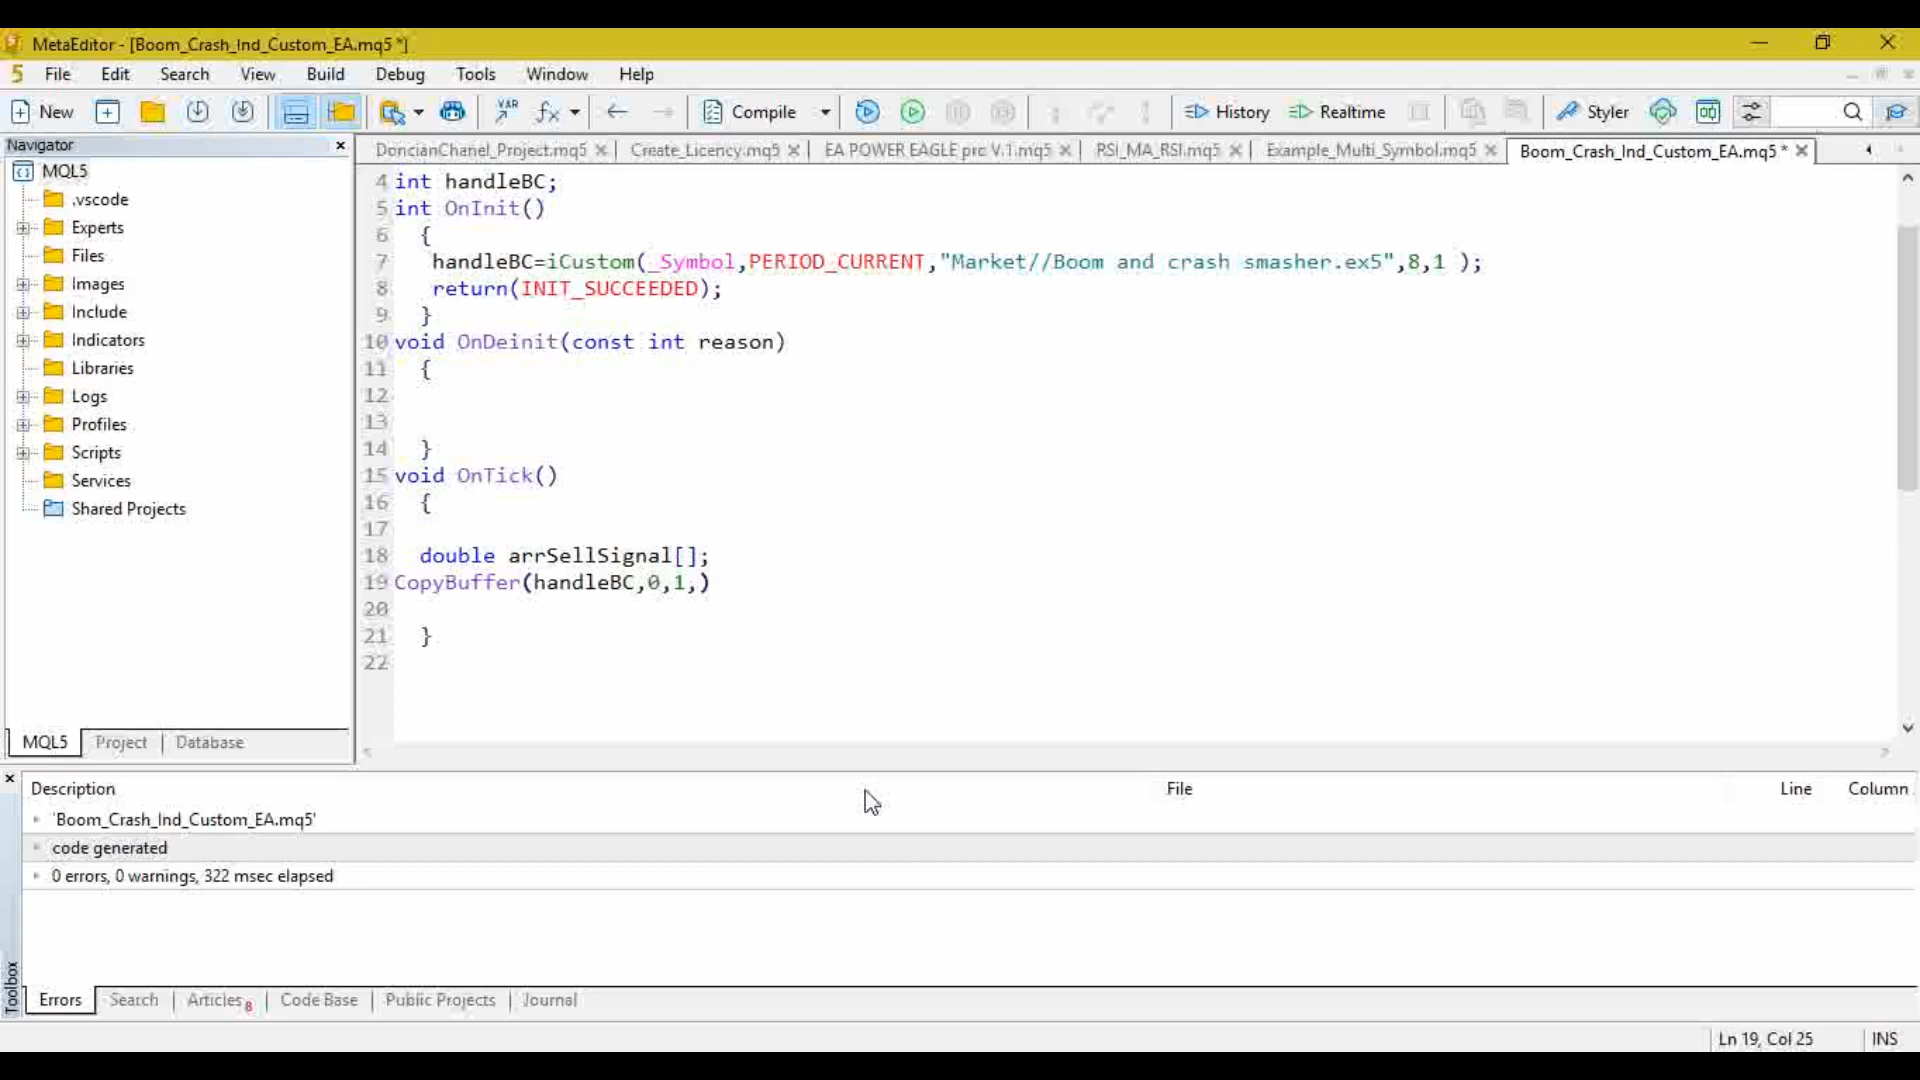 MetaEditor - [Boom_Crash_Ind_Custom_EA.mq5 *]
5 File Edit Search View Build Debug Tools Window Help
New VAR fx Compile History Realtime Styler
Navigator
MQL5
.vscode
Experts
Files
Images
Include
Indicators
Libraries
Logs
Profiles
Scripts
Services
Shared Projects
MQL5 Project Database
DoncianChanel_Project.mq5 Create_Licency.mq5 EA POWER EAGLE pro V.1.mq5 RSI_MA_RSI.mq5 Example_Multi_Symbol.mq5 Boom_Crash_Ind_Custom_EA.mq5 *
4 int handleBC;
5 int OnInit()
6 {
7 handleBC=iCustom(_Symbol,PERIOD_CURRENT,"Market//Boom and crash smasher.ex5",8,1 );
8 return(INIT_SUCCEEDED);
9 }
10 void OnDeinit(const int reason)
11 {
12
13
14 }
15 void OnTick()
16 {
17
18 double arrSellSignal[];
19 CopyBuffer(handleBC,0,1,)
20
21 }
22
Description File Line Column
'Boom_Crash_Ind_Custom_EA.mq5'
code generated
0 errors, 0 warnings, 322 msec elapsed
Toolbox
Errors Search Articles 8 Code Base Public Projects Journal
Ln 19, Col 25 INS